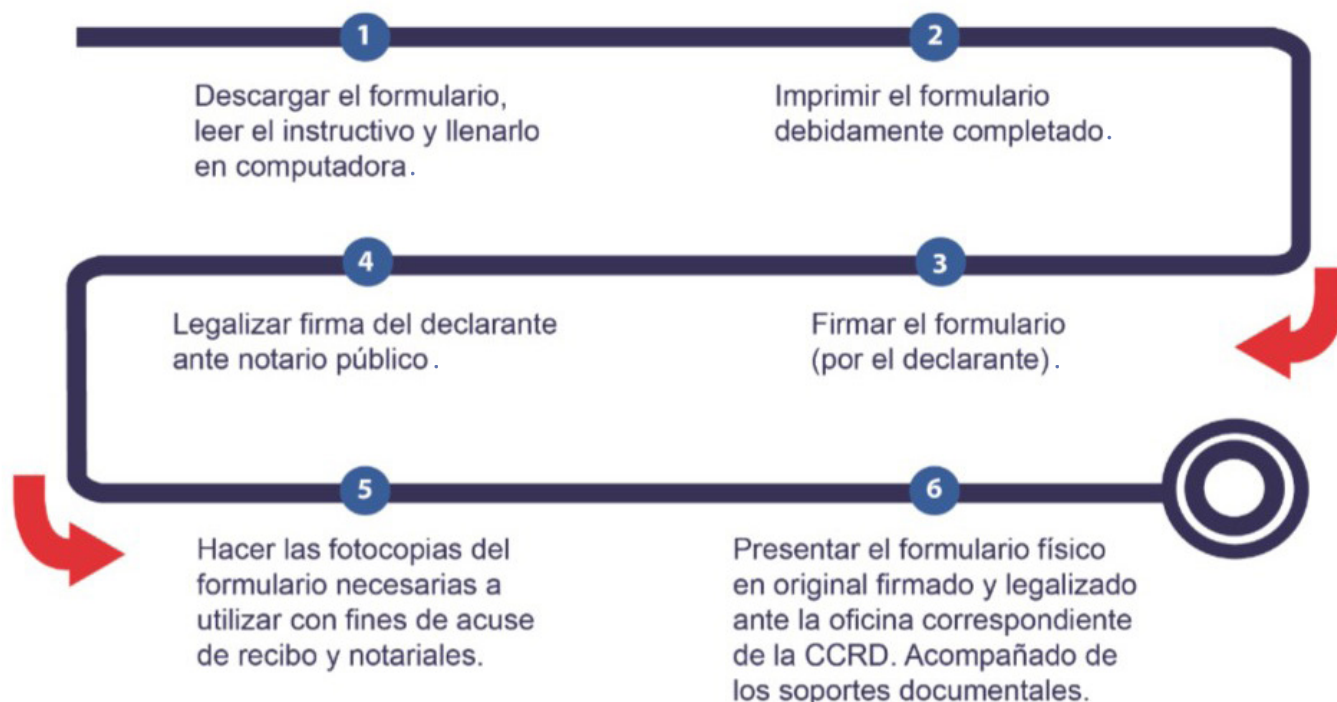 1
Descargar el formulario,
leer el instructivo y llenarlo
en computadora.
2
Imprimir el formulario
debidamente completado.
3
Firmar el formulario
(por el declarante).
4
Legalizar firma del declarante
ante notario público.
5
Hacer las fotocopias del
formulario necesarias a
utilizar con fines de acuse
de recibo y notariales.
6
Presentar el formulario físico
en original firmado y legalizado
ante la oficina correspondiente
de la CCRD. Acompañado de
los soportes documentales.